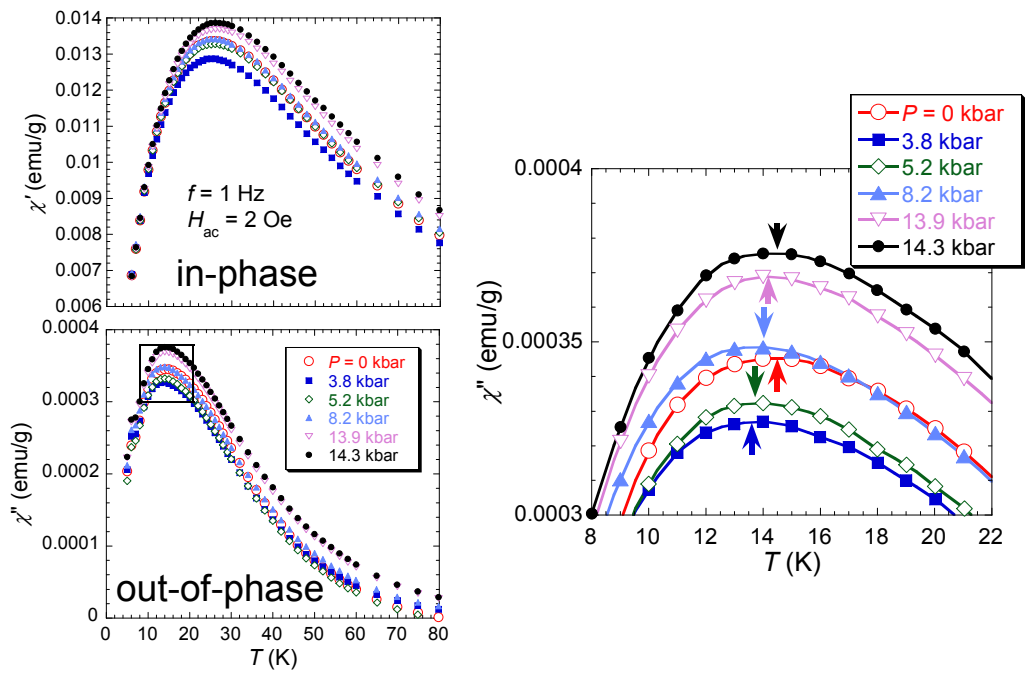 0.014
0.013
0.012
0.011
0.01
0.009
0.008
0.007
0.006
χ′ (emu/g)
f = 1 Hz
H_ac = 2 Oe
in-phase
0.0004
0.0003
0.0002
0.0001
0
χ" (emu/g)
P = 0 kbar
3.8 kbar
5.2 kbar
8.2 kbar
13.9 kbar
14.3 kbar
out-of-phase
0 10 20 30 40 50 60 70 80
T (K)
P = 0 kbar
3.8 kbar
5.2 kbar
8.2 kbar
13.9 kbar
14.3 kbar
0.0004
0.00035
0.0003
χ" (emu/g)
8 10 12 14 16 18 20 22
T (K)